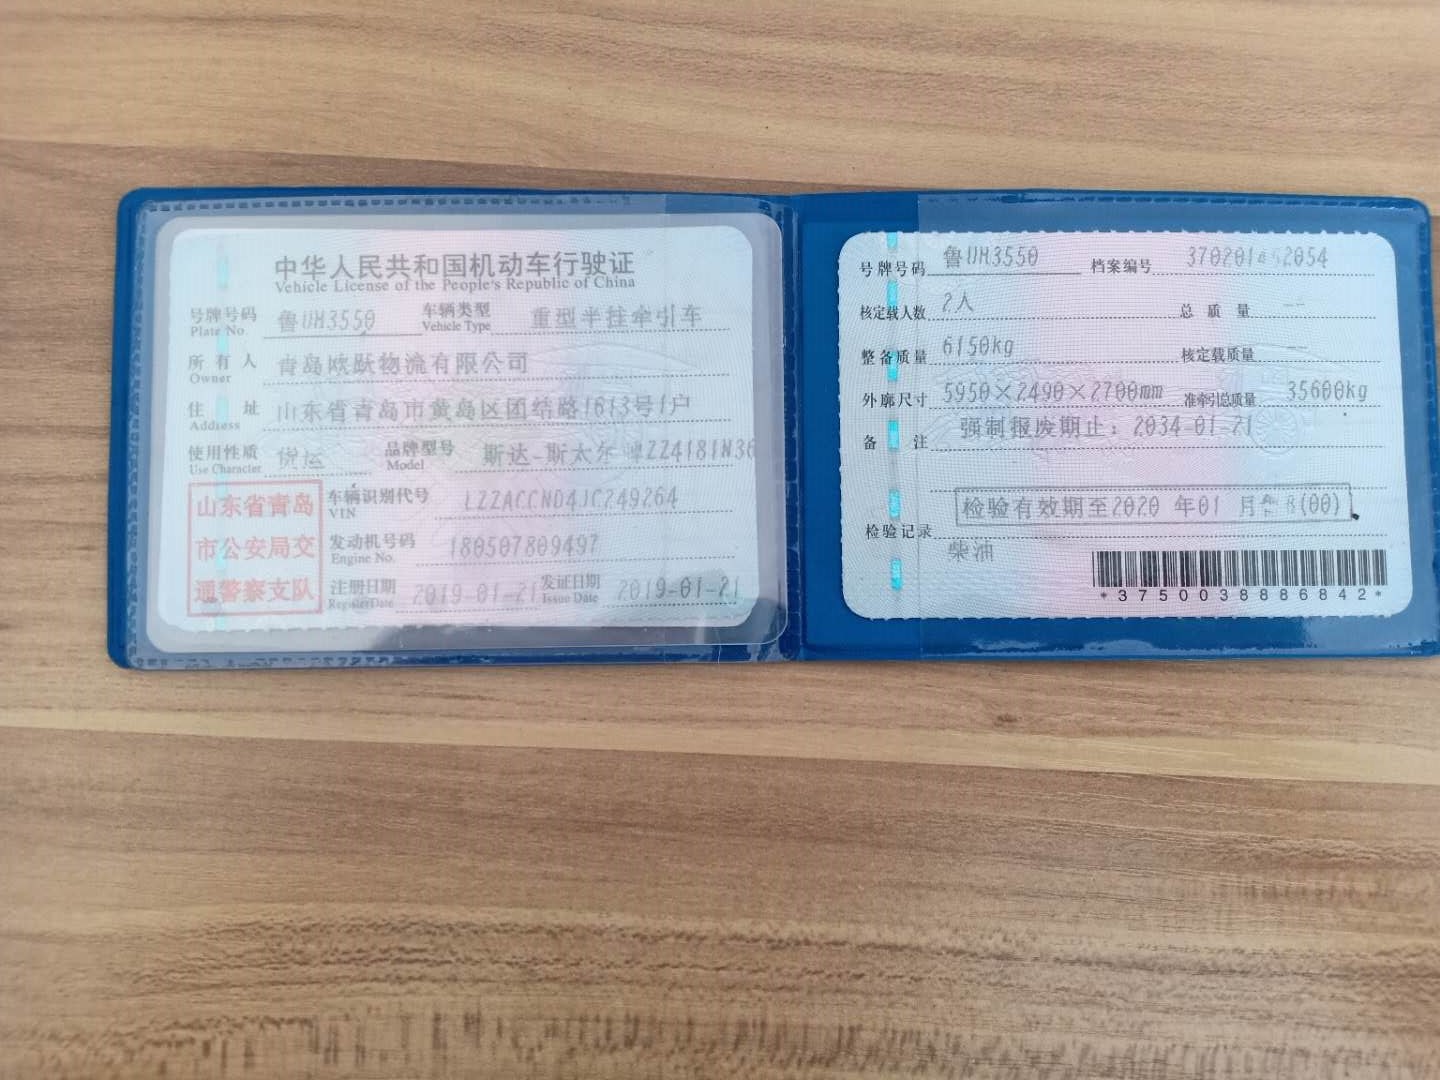 中华人民共和国机动车行驶证
Vehicle License of the People's Republic of China
号牌号码 鲁UM3550 车辆类型 重型半挂牵引车
Plate No. Vehicle Type
所有人 青岛欧跃物流有限公司
Owner
住址 山东省青岛市黄岛区团结路1613号1户
Address
使用性质 货运 品牌型号 斯达-斯太尔
Use Character Model
山东省青岛
市公安局交
通警察支队
车辆识别代号 LZZACCND4JC249264
VIN
发动机号码 180507809497
Engine No.
注册日期 2019-01-21 发证日期 2019-01-21
Register Date Issue Date
号牌号码 鲁UM3550 档案编号
核定载人数 2人 总质量 --
整备质量 6150kg 核定载质量 --
外廓尺寸 5950×2490×2700mm 准牵引总质量 35600kg
备注 强制报废期止：2034-01-21
检验有效期至2020 年01 月
检验记录
柴油
*3750038886842*